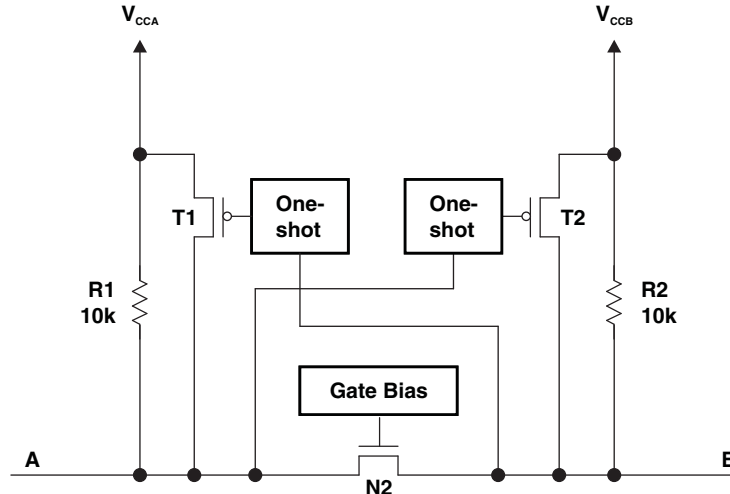 VCCA
VCCB
T1
One-
shot
One-
shot
T2
R1
10k
R2
10k
Gate Bias
A
B
N2